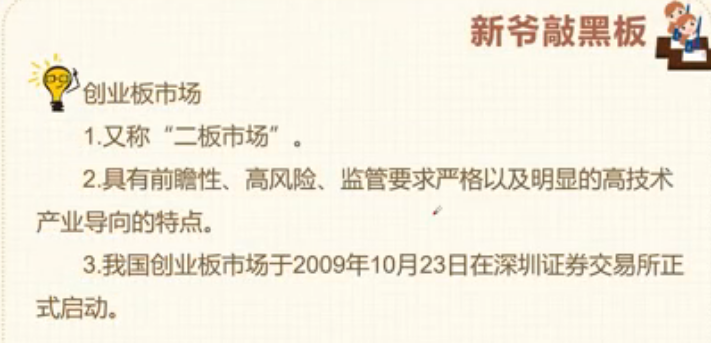 新爷敲黑板
创业板市场
1.又称“二板市场”。
2.具有前瞻性、高风险、监管要求严格以及明显的高技术
产业导向的特点。
3.我国创业板市场于2009年10月23日在深圳证券交易所正
式启动。